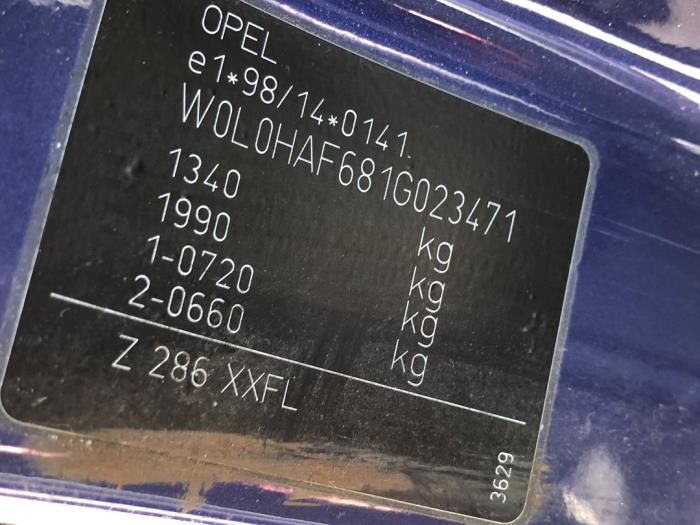 OPEL
e1*98/14*0141
W0L0HAF681G023471
1340 kg
1990 kg
1-0720 kg
2-0660 kg
Z 286 XXFL
3629